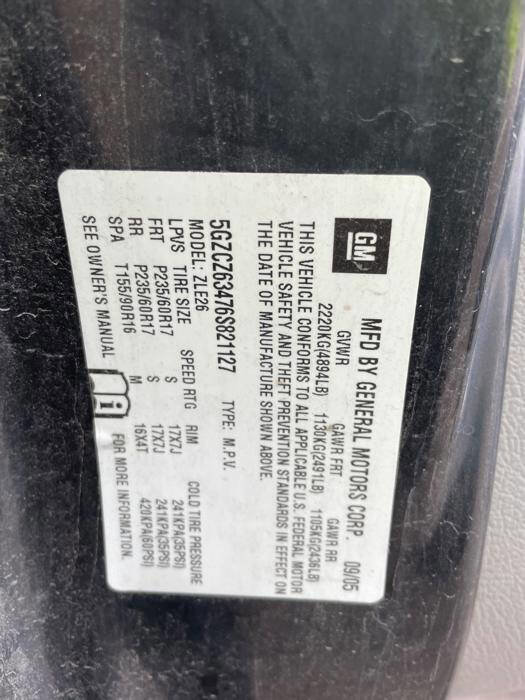 GM
MFD BY GENERAL MOTORS CORP. 09/05
GVWR GAWR FRT GAWR RR
2220KG(4894LB) 1130KG(2491LB) 1105KG(2436LB)
THIS VEHICLE CONFORMS TO ALL APPLICABLE U.S. FEDERAL MOTOR
VEHICLE SAFETY AND THEFT PREVENTION STANDARDS IN EFFECT ON
THE DATE OF MANUFACTURE SHOWN ABOVE.
5GZCZ63476S821127 TYPE: M.P.V.
MODEL: ZLE26
LPVS TIRE SIZE SPEED RTG RIM COLD TIRE PRESSURE
FRT P235/60R17 S 17X7J 241KPA(35PSI)
RR P235/60R17 S 17X7J 241KPA(35PSI)
SPA T155/90R16 M 16X4T 420KPA(60PSI)
SEE OWNER'S MANUAL i FOR MORE INFORMATION.